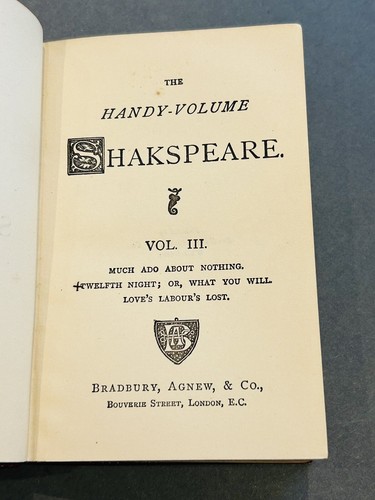 THE
HANDY-VOLUME
SHAKSPEARE.
VOL. III.
MUCH ADO ABOUT NOTHING.
TWELFTH NIGHT; OR, WHAT YOU WILL.
LOVE'S LABOUR'S LOST.
BRADBURY, AGNEW, & CO.,
BOUVERIE STREET, LONDON, E.C.